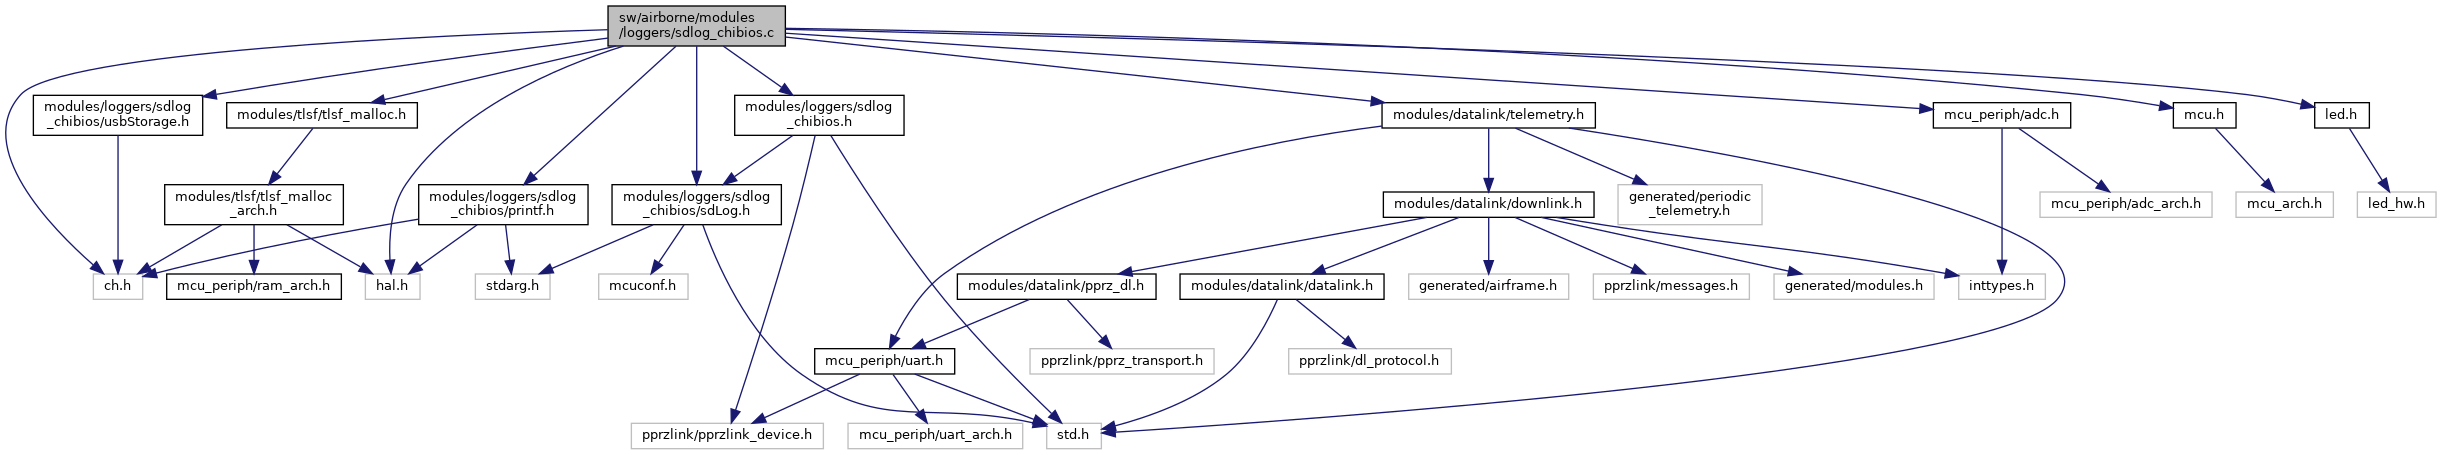 sw/airborne/modules
/loggers/sdlog_chibios.c
modules/loggers/sdlog
_chibios/usbStorage.h
modules/tlsf/tlsf_malloc.h
modules/loggers/sdlog
_chibios.h
modules/datalink/telemetry.h
mcu_periph/adc.h
mcu.h
led.h
modules/tlsf/tlsf_malloc
_arch.h
modules/loggers/sdlog
_chibios/printf.h
modules/loggers/sdlog
_chibios/sdLog.h
modules/datalink/downlink.h
generated/periodic
_telemetry.h
mcu_periph/adc_arch.h
mcu_arch.h
led_hw.h
ch.h
mcu_periph/ram_arch.h
hal.h
stdarg.h
mcuconf.h
modules/datalink/pprz_dl.h
modules/datalink/datalink.h
generated/airframe.h
pprzlink/messages.h
generated/modules.h
inttypes.h
mcu_periph/uart.h
pprzlink/pprz_transport.h
pprzlink/dl_protocol.h
pprzlink/pprzlink_device.h
mcu_periph/uart_arch.h
std.h